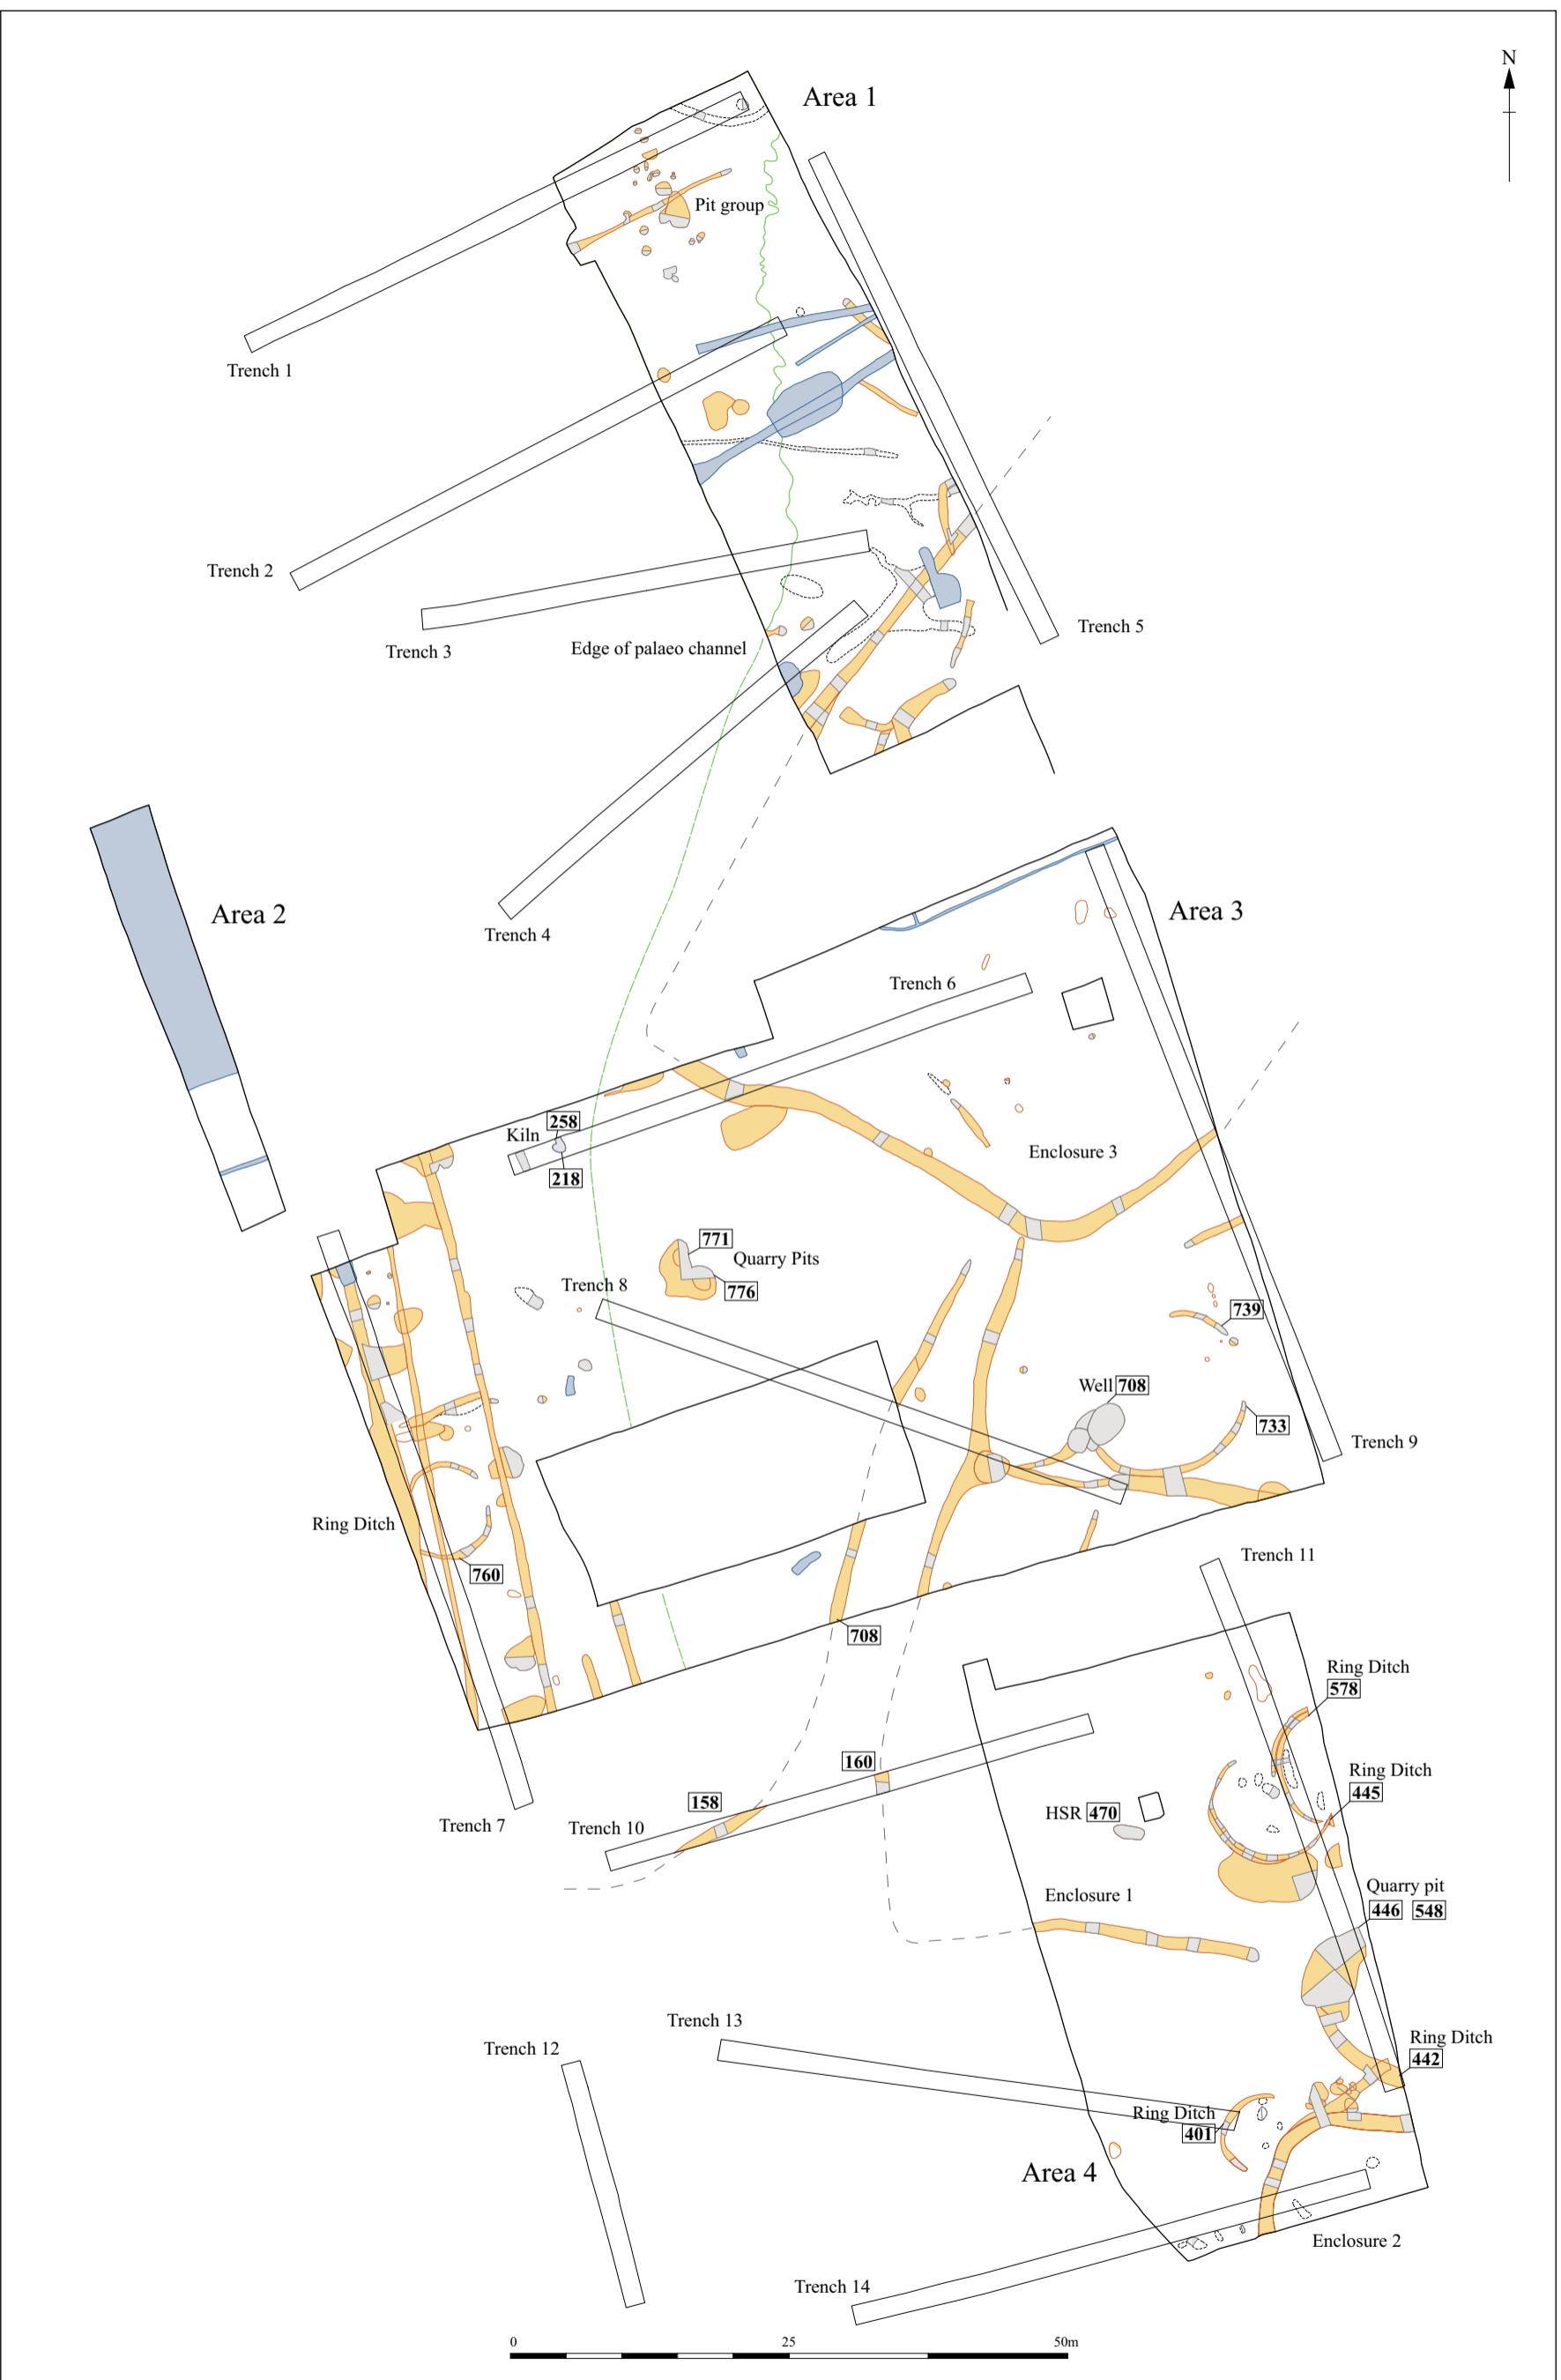 N
Area 1
Pit group
Trench 1
Trench 2
Trench 3
Edge of palaeo channel
Trench 5
Area 2
Trench 4
Area 3
Trench 6
258
Kiln
218
Enclosure 3
771
Quarry Pits
776
Trench 8
739
Well 708
733
Trench 9
Ring Ditch
760
Trench 11
708
Ring Ditch
578
160
Ring Ditch
445
158
HSR 470
Trench 7
Trench 10
Quarry pit
446 548
Enclosure 1
Trench 13
Ring Ditch
442
Trench 12
Ring Ditch
401
Area 4
Enclosure 2
Trench 14
0 25 50m